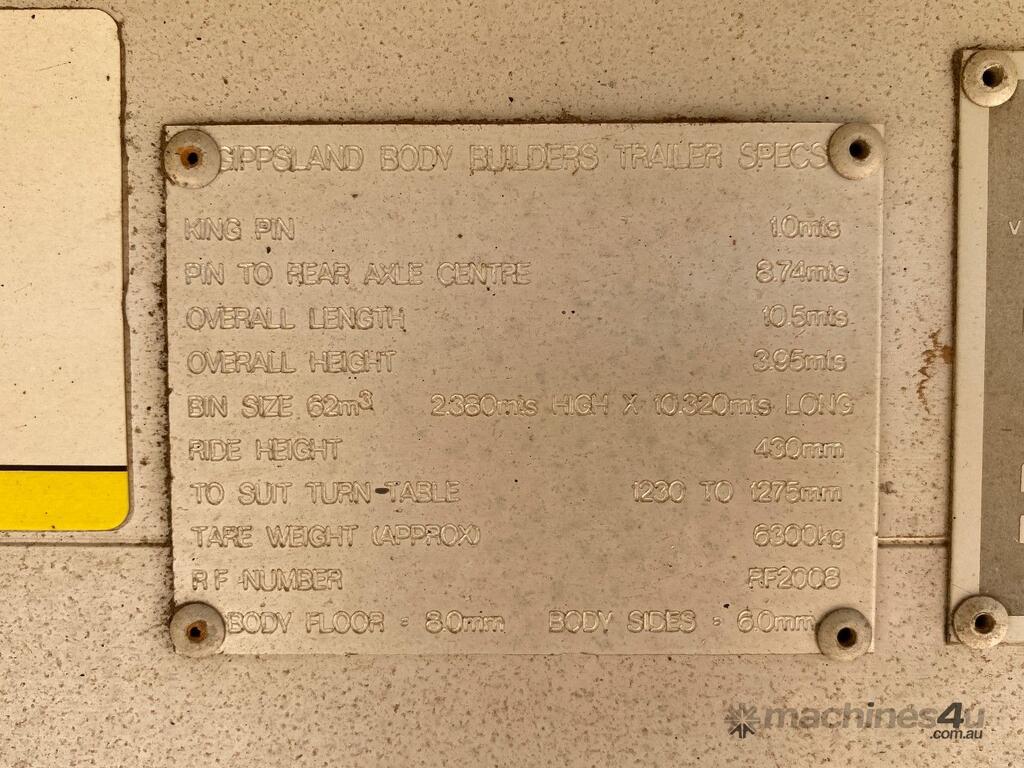 GIPPSLAND BODY BUILDERS TRAILER SPECS
KING PIN 1.0mts
PIN TO REAR AXLE CENTRE 8.74mts
OVERALL LENGTH 10.5mts
OVERALL HEIGHT 3.95mts
BIN SIZE 62m³ 2.380mts HIGH X 10.320mts LONG
RIDE HEIGHT 430mm
TO SUIT TURN-TABLE 1230 TO 1275mm
TARE WEIGHT (APPROX) 6300kg
R F NUMBER RF2008
BODY FLOOR = 8.0mm BODY SIDES = 6.0mm
V
machines4u
.com.au